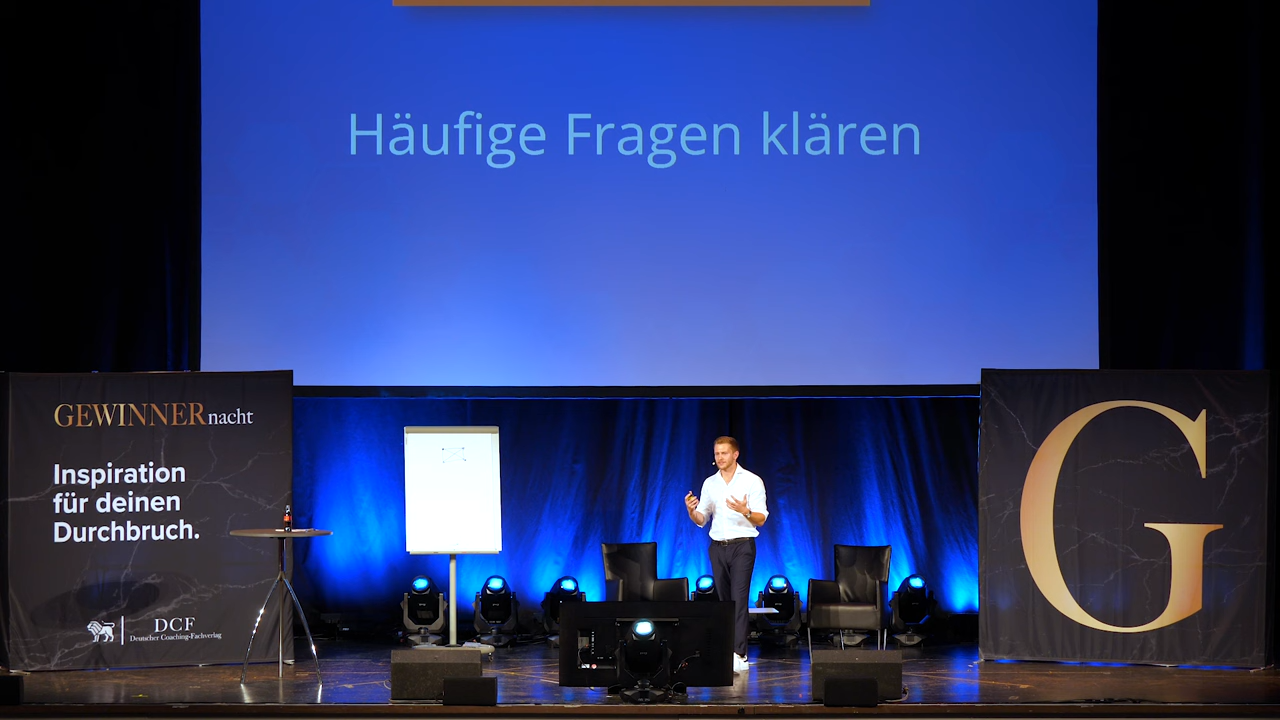 Häufige Fragen klären
GEWINNERnacht
Inspiration
für deinen
Durchbruch.
DCF
Deutscher Coaching-Fachverlag
G